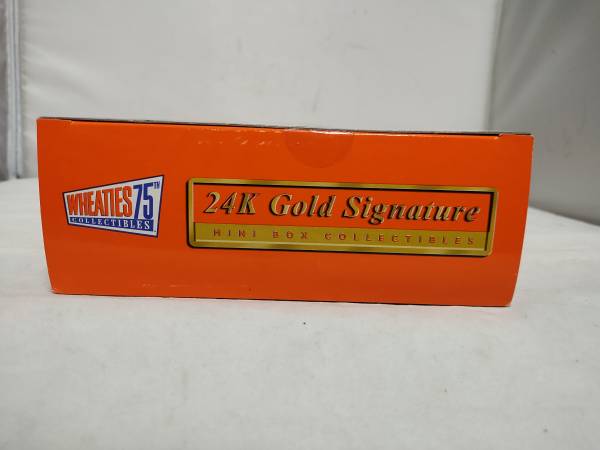 WHEATIES 75TH
COLLECTIBLES
24K Gold Signature
MINI BOX COLLECTIBLES